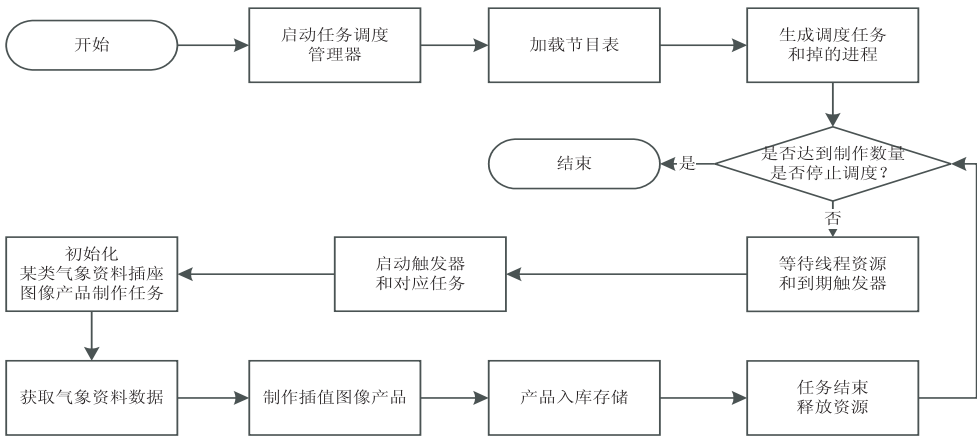 开始
启动任务调度
管理器
加载节目表
生成调度任务
和掉的进程
是否达到制作数量
是否停止调度？
是
结束
否
等待线程资源
和到期触发器
启动触发器
和对应任务
初始化
某类气象资料插座
图像产品制作任务
获取气象资料数据
制作插值图像产品
产品入库存储
任务结束
释放资源